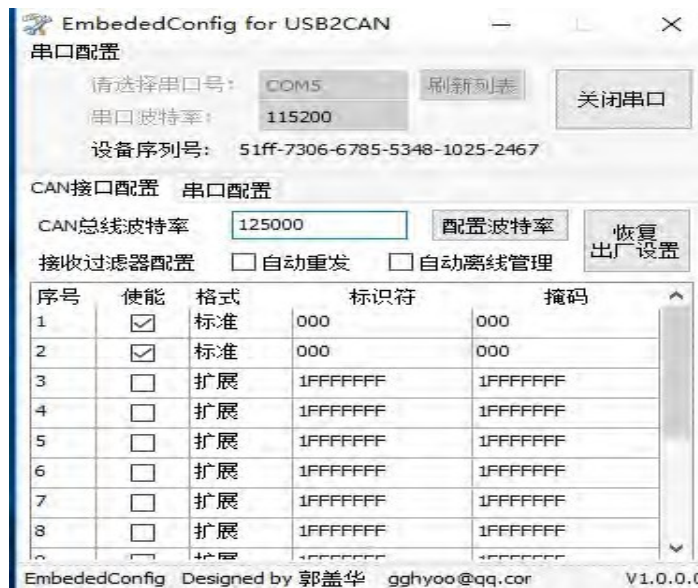 EmbededConfig for USB2CAN
串口配置
请选择串口号： COM5 刷新列表 关闭串口
串口波特率： 115200
设备序列号： 51ff-7306-6785-5348-1025-2467
CAN接口配置 串口配置
CAN总线波特率 125000 配置波特率 恢复出厂设置
接收过滤器配置 自动重发 自动离线管理
序号 使能 格式 标识符 掩码
1 标准 000 000
2 标准 000 000
3 扩展 1FFFFFFF 1FFFFFFF
4 扩展 1FFFFFFF 1FFFFFFF
5 扩展 1FFFFFFF 1FFFFFFF
6 扩展 1FFFFFFF 1FFFFFFF
7 扩展 1FFFFFFF 1FFFFFFF
8 扩展 1FFFFFFF 1FFFFFFF
EmbededConfig Designed by 郭盖华 gghyoo@qq.cor V1.0.0.